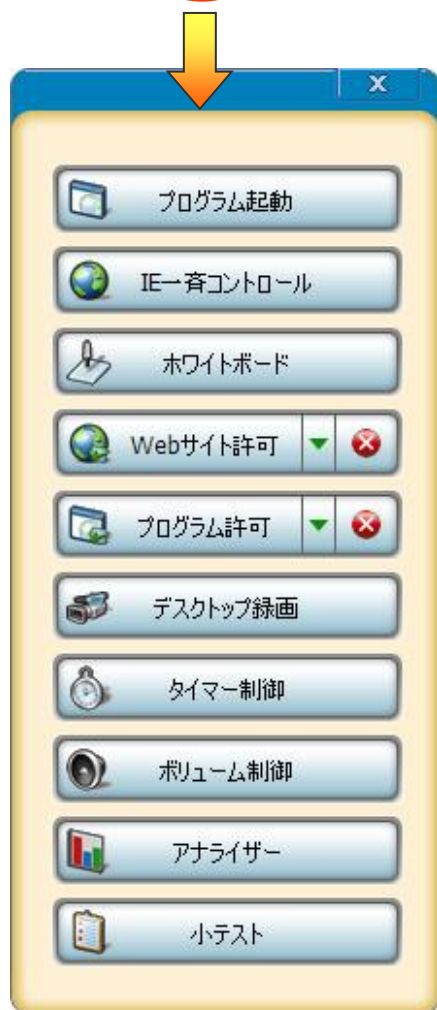 X
プログラム起動
IE一斉コントロール
ホワイトボード
Webサイト許可
プログラム許可
デスクトップ録画
タイマー制御
ボリューム制御
アナライザー
小テスト